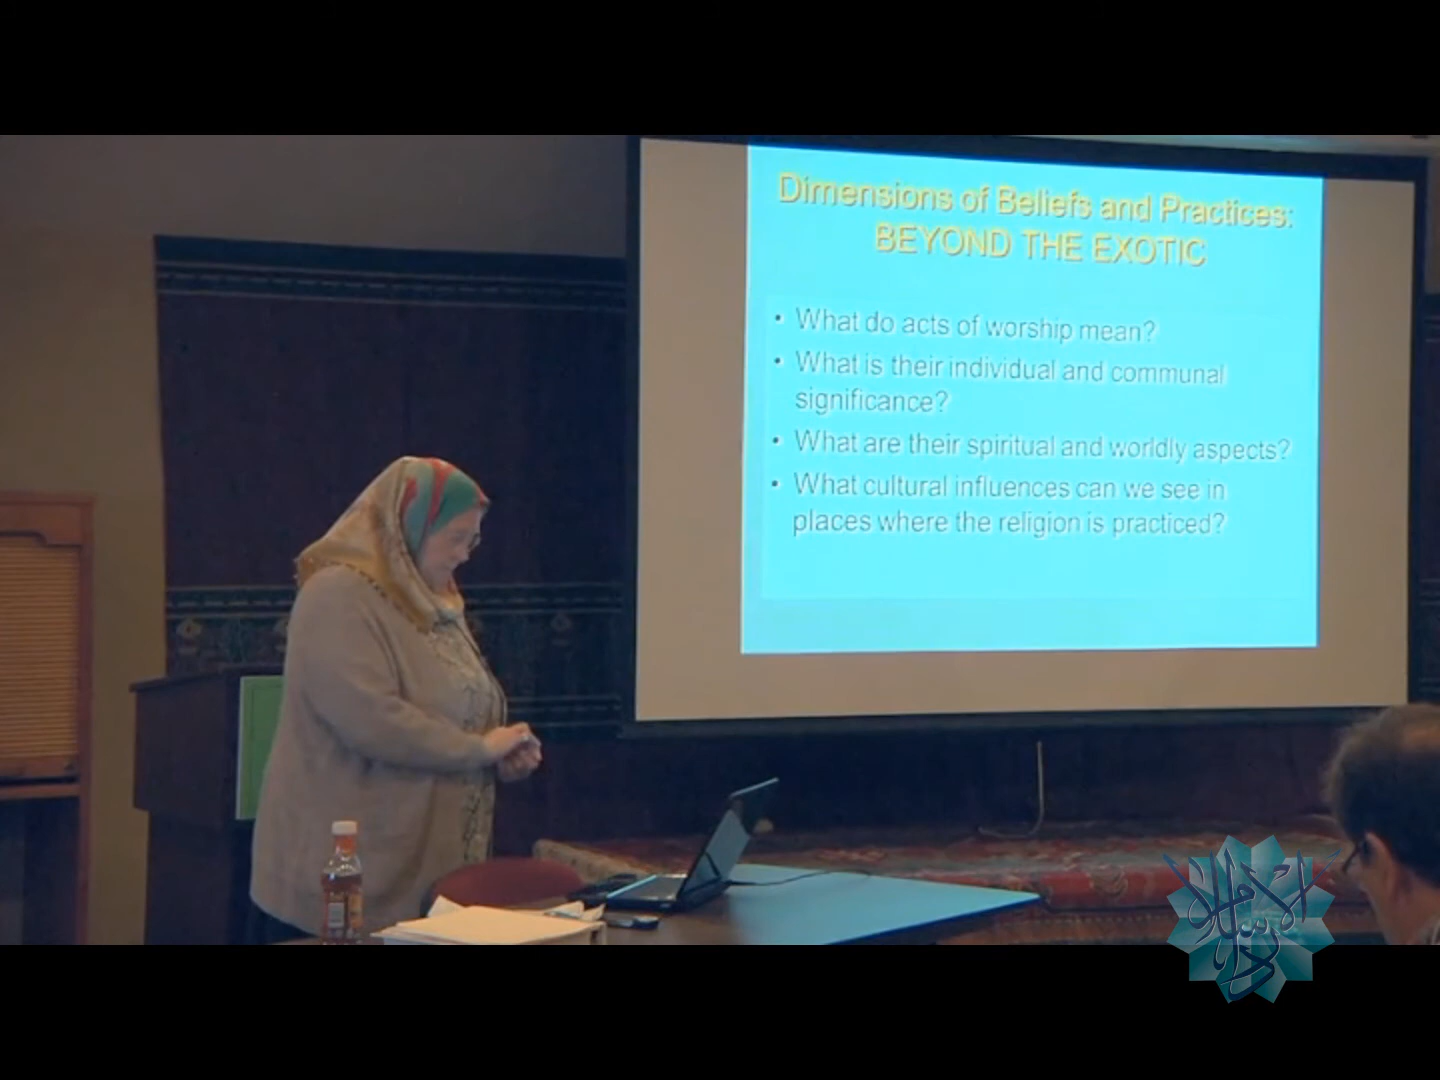 Dimensions of Beliefs and Practices:
BEYOND THE EXOTIC
• What do acts of worship mean?
• What is their individual and communal
significance?
• What are their spiritual and worldly aspects?
• What cultural influences can we see in
places where the religion is practiced?